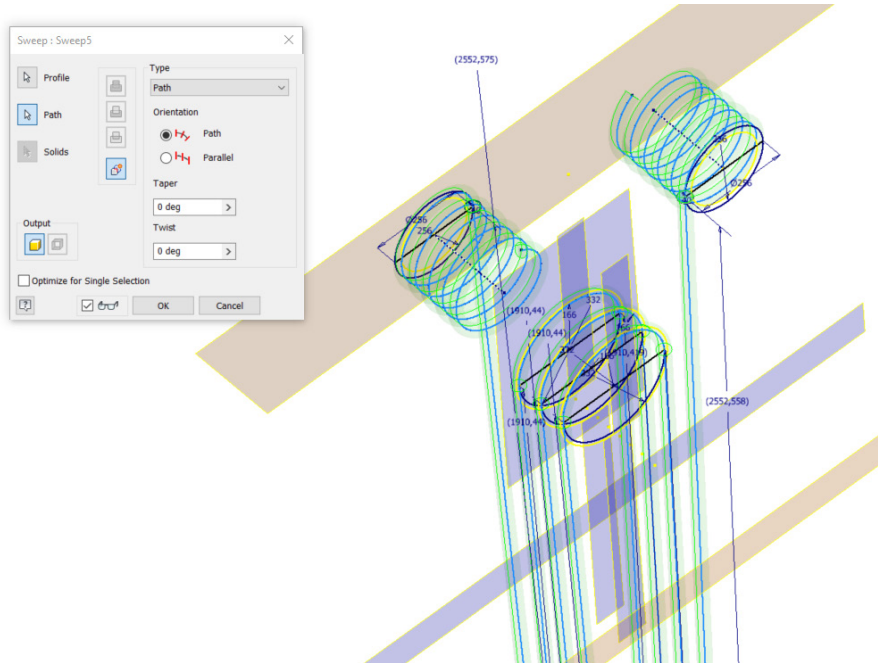 Sweep : Sweep5
Profile
Path
Solids
Output
Type
Path
Orientation
Path
Parallel
Taper
0 deg
>
Twist
0 deg
>
Optimize for Single Selection
OK
Cancel
(2552,575)
Ø256
256
256
Ø256
332
(1910,44)
166
166
(1910,44)
(1910,44)
(2552,558)